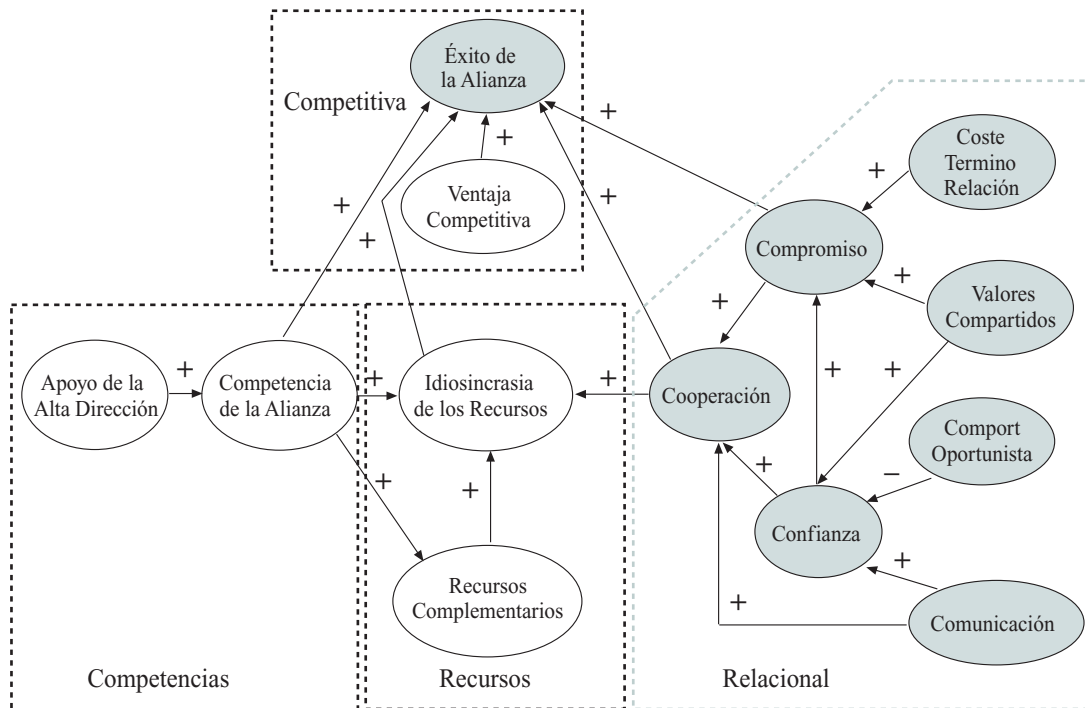 Éxito de
la Alianza
Competitiva
+
+
Ventaja
Competitiva
+
+
+
Coste
Termino
Relación
+
Compromiso
+
Valores
Compartidos
+
Apoyo de la
Alta Dirección
+
Competencia
de la Alianza
+
Idiosincrasia
de los Recursos
+
Cooperación
+
+
Comport
Oportunista
−
+
+
+
Confianza
+
Recursos
Complementarios
+
Comunicación
Competencias
Recursos
Relacional